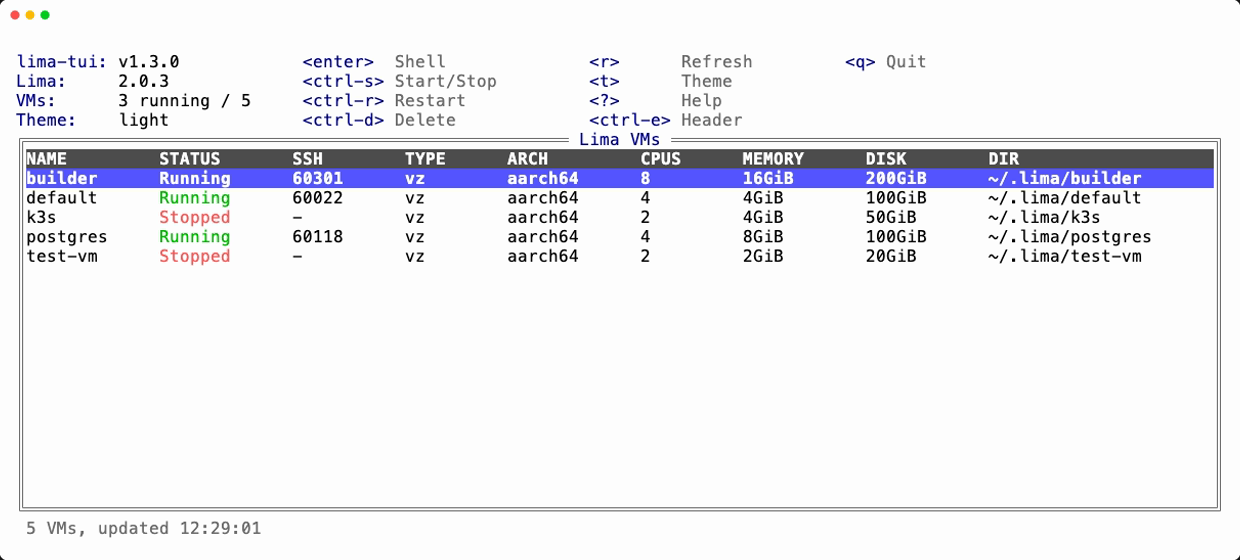 lima-tui: v1.3.0 <enter> Shell <r> Refresh <q> Quit
Lima: 2.0.3 <ctrl-s> Start/Stop <t> Theme
VMs: 3 running / 5 <ctrl-r> Restart <?> Help
Theme: light <ctrl-d> Delete <ctrl-e> Header
Lima VMs
NAME STATUS SSH TYPE ARCH CPUS MEMORY DISK DIR
builder Running 60301 vz aarch64 8 16GiB 200GiB ~/.lima/builder
default Running 60022 vz aarch64 4 4GiB 100GiB ~/.lima/default
k3s Stopped - vz aarch64 2 4GiB 50GiB ~/.lima/k3s
postgres Running 60118 vz aarch64 4 8GiB 100GiB ~/.lima/postgres
test-vm Stopped - vz aarch64 2 2GiB 20GiB ~/.lima/test-vm
5 VMs, updated 12:29:01